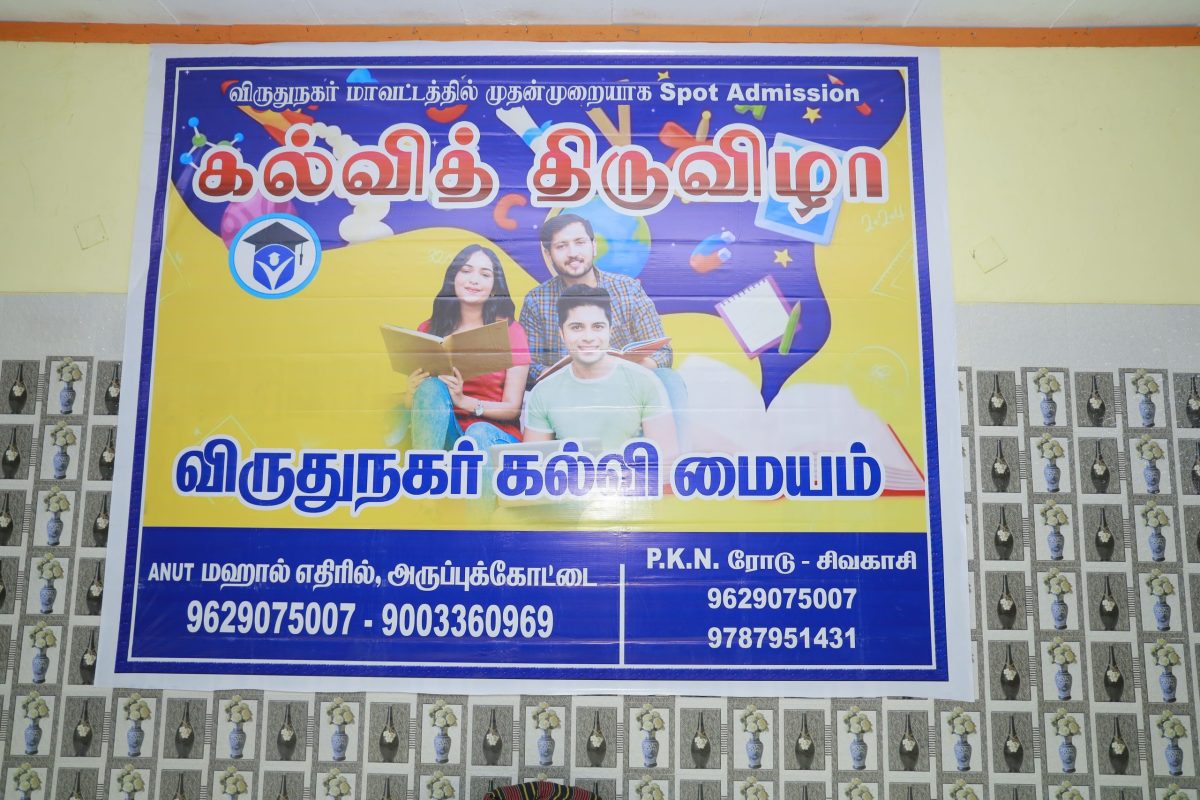 விருதுநகர் மாவட்டத்தில் முதன்முறையாக Spot Admission
கல்வித் திருவிழா
விருதுநகர் கல்வி மையம்
ANUT மஹால் எதிரில், அருப்புக்கோட்டை
9629075007 - 9003360969
P.K.N. ரோடு - சிவகாசி
9629075007
9787951431